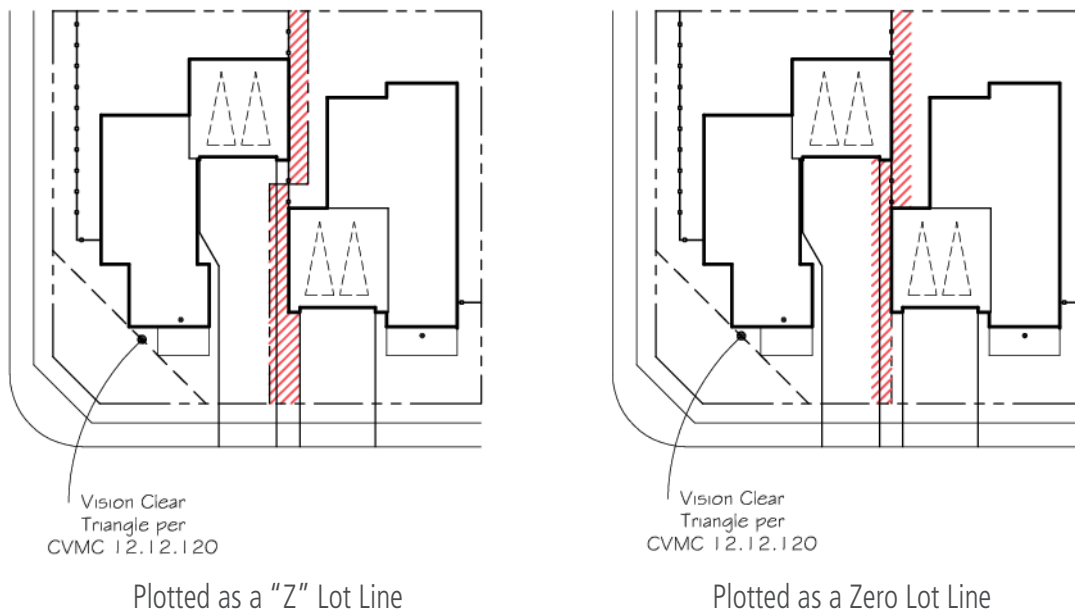 Vision Clear
Triangle per
CVMC 12.12.120
Plotted as a "Z" Lot Line
Vision Clear
Triangle per
CVMC 12.12.120
Plotted as a Zero Lot Line